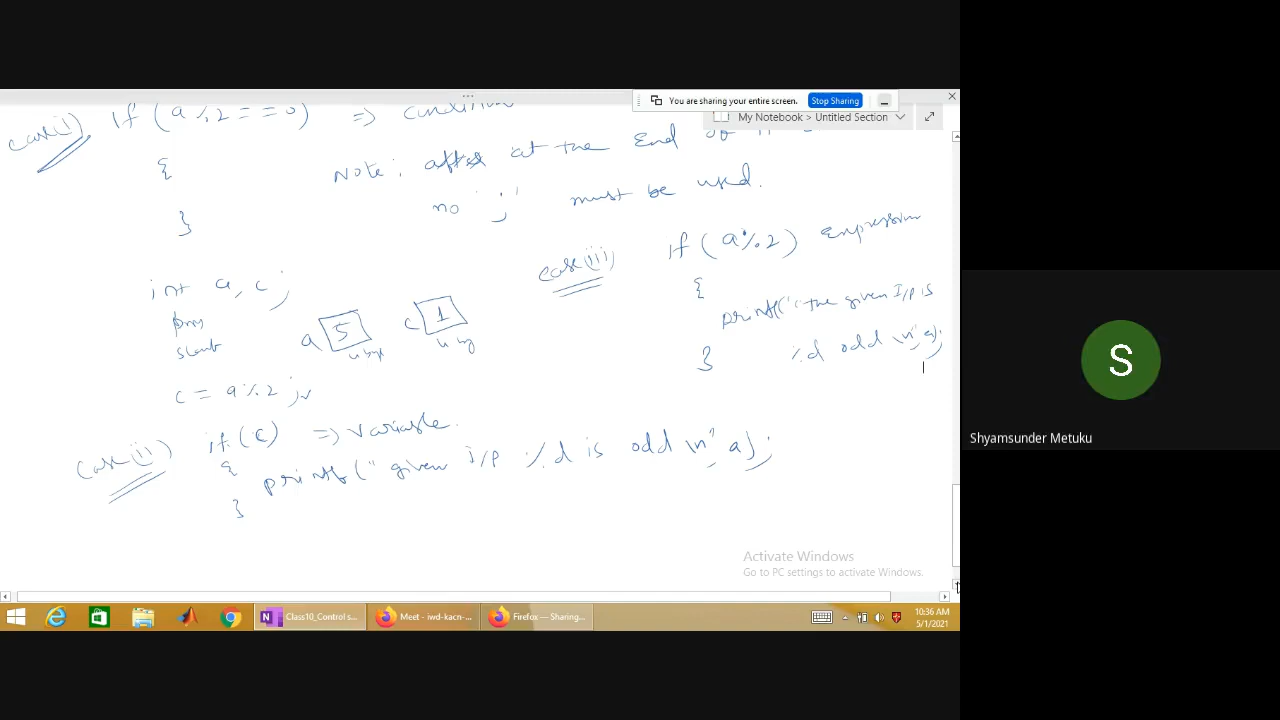 You are sharing your entire screen. Stop Sharing
My Notebook > Untitled Section
case(i) if (a%2==0) => condition
{
Note: at the End of
no ';' must be used.
}
case(iii) if (a%2) Expression
{
printf("the given I/p is
%d odd \n", a);
}
int a, c;
a 5 c 1
c = a%2;
case(ii) if(c) => variable.
{
printf("given I/p %d is odd \n", a);
}
Activate Windows
Go to PC settings to activate Windows.
Class10_Control s... Meet - iwd-kacn-... Firefox — Sharing... 10:36 AM
5/1/2021
S
Shyamsunder Metuku